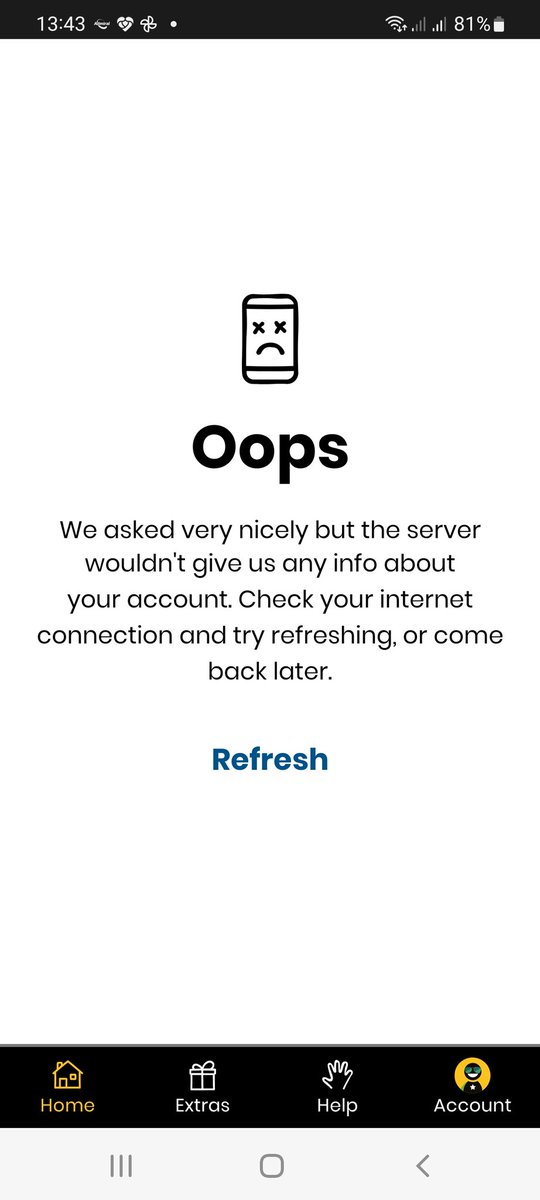 13:43 81%
Oops
We asked very nicely but the server
wouldn't give us any info about
your account. Check your internet
connection and try refreshing, or come
back later.
Refresh
Home Extras Help Account